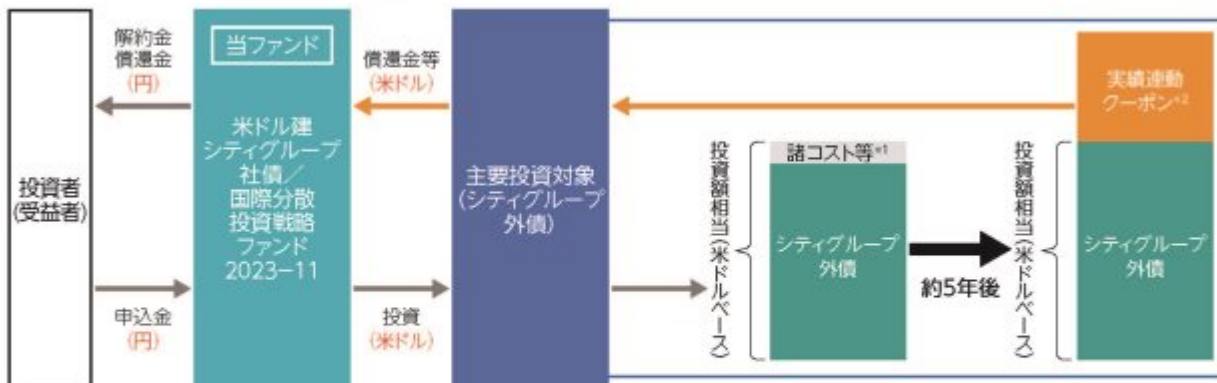 投資者
(受益者)
解約金
償還金
(円)
申込金
(円)
当ファンド
米ドル建
シティグループ
社債/
国際分散
投資戦略
ファンド
2023-11
償還金等
(米ドル)
投資
(米ドル)
主要投資対象
(シティグループ
外債)
投資額相当(米ドルベース)
諸コスト等*1
シティグループ
外債
約5年後
投資額相当(米ドルベース)
実績連動
クーポン*2
シティグループ
外債